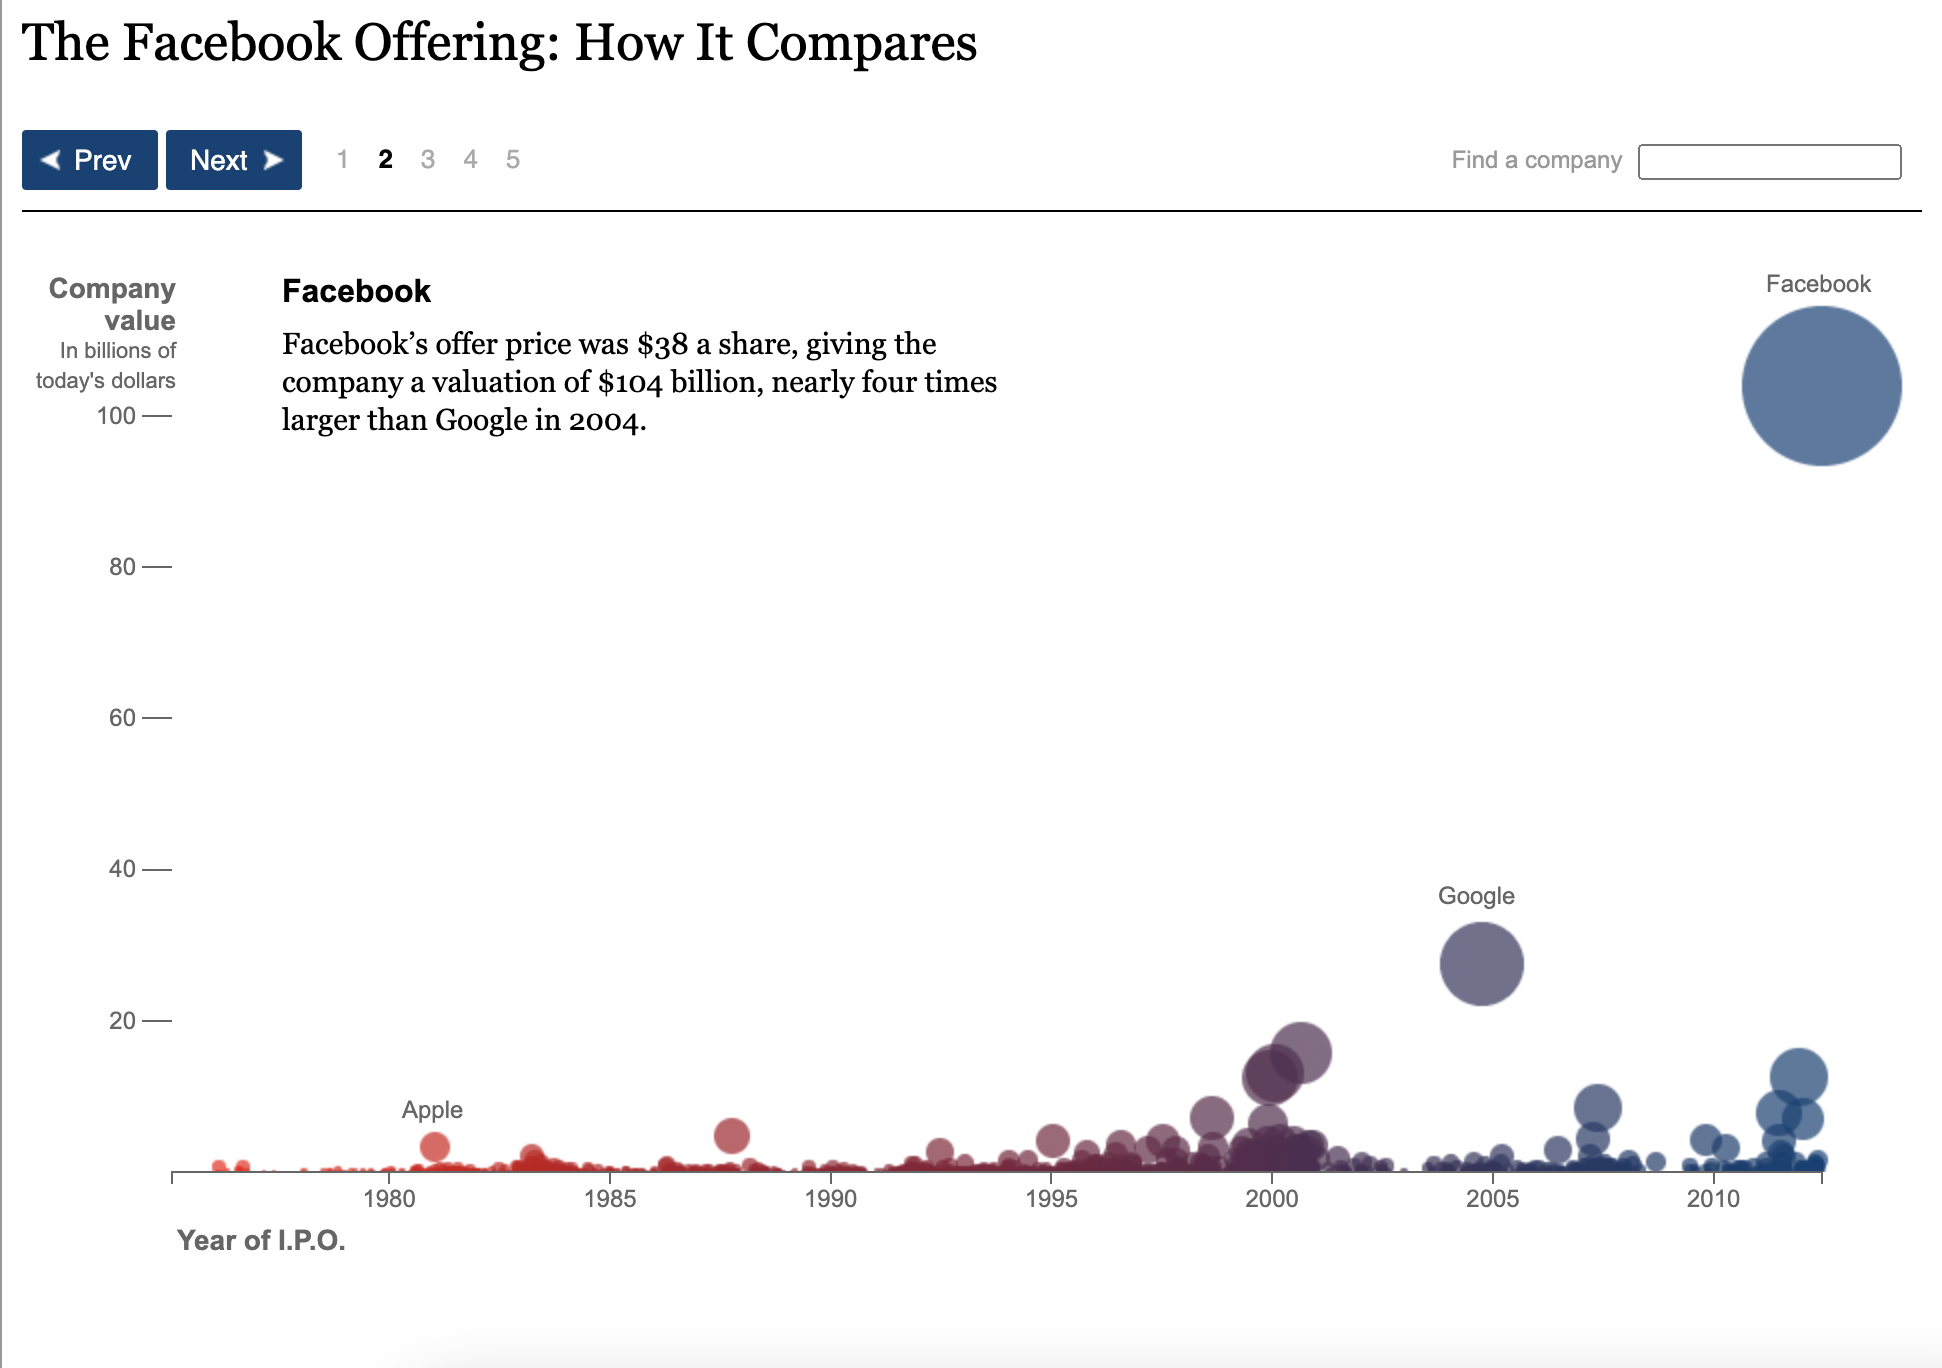 The Facebook Offering: How It Compares
Prev Next 1 2 3 4 5 Find a company
Company
value
In billions of
today's dollars
Facebook
Facebook’s offer price was $38 a share, giving the
company a valuation of $104 billion, nearly four times
larger than Google in 2004.
Facebook
100
80
60
40
20
Google
Apple
1980 1985 1990 1995 2000 2005 2010
Year of I.P.O.